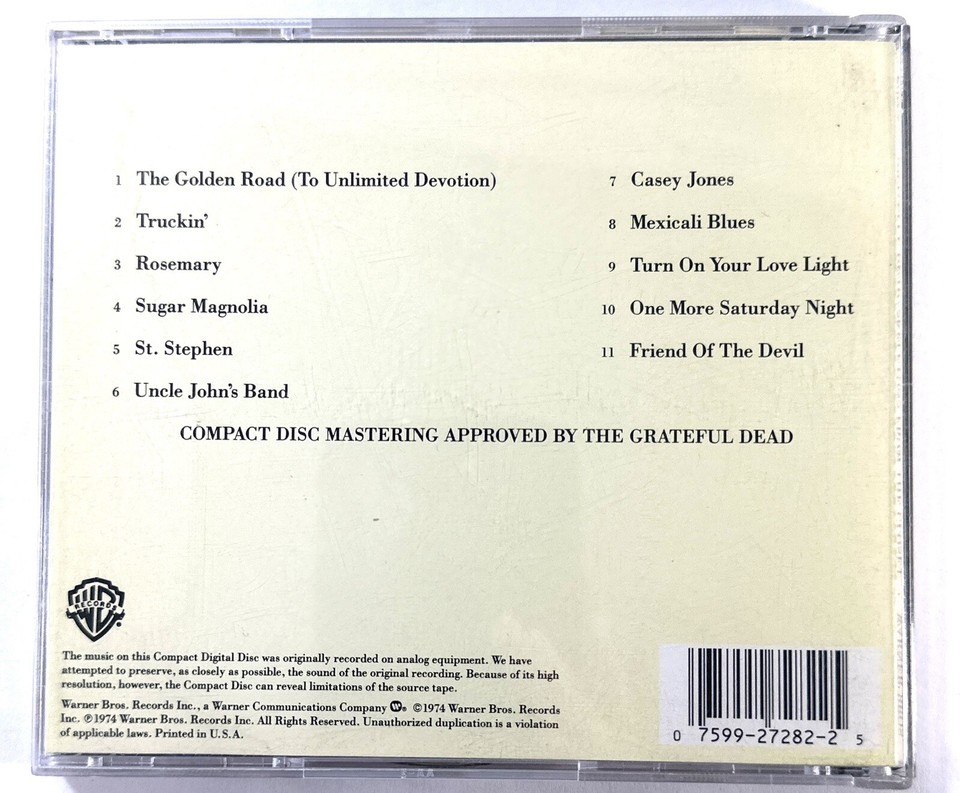 1 The Golden Road (To Unlimited Devotion)
2 Truckin'
3 Rosemary
4 Sugar Magnolia
5 St. Stephen
6 Uncle John's Band
7 Casey Jones
8 Mexicali Blues
9 Turn On Your Love Light
10 One More Saturday Night
11 Friend Of The Devil
COMPACT DISC MASTERING APPROVED BY THE GRATEFUL DEAD
RECORDS
The music on this Compact Digital Disc was originally recorded on analog equipment. We have
attempted to preserve, as closely as possible, the sound of the original recording. Because of its high
resolution, however, the Compact Disc can reveal limitations of the source tape.
Warner Bros. Records Inc., a Warner Communications Company ©1974 Warner Bros. Records
Inc. ℗1974 Warner Bros. Records Inc. All Rights Reserved. Unauthorized duplication is a violation
of applicable laws. Printed in U.S.A.
0 7599-27282-2 5